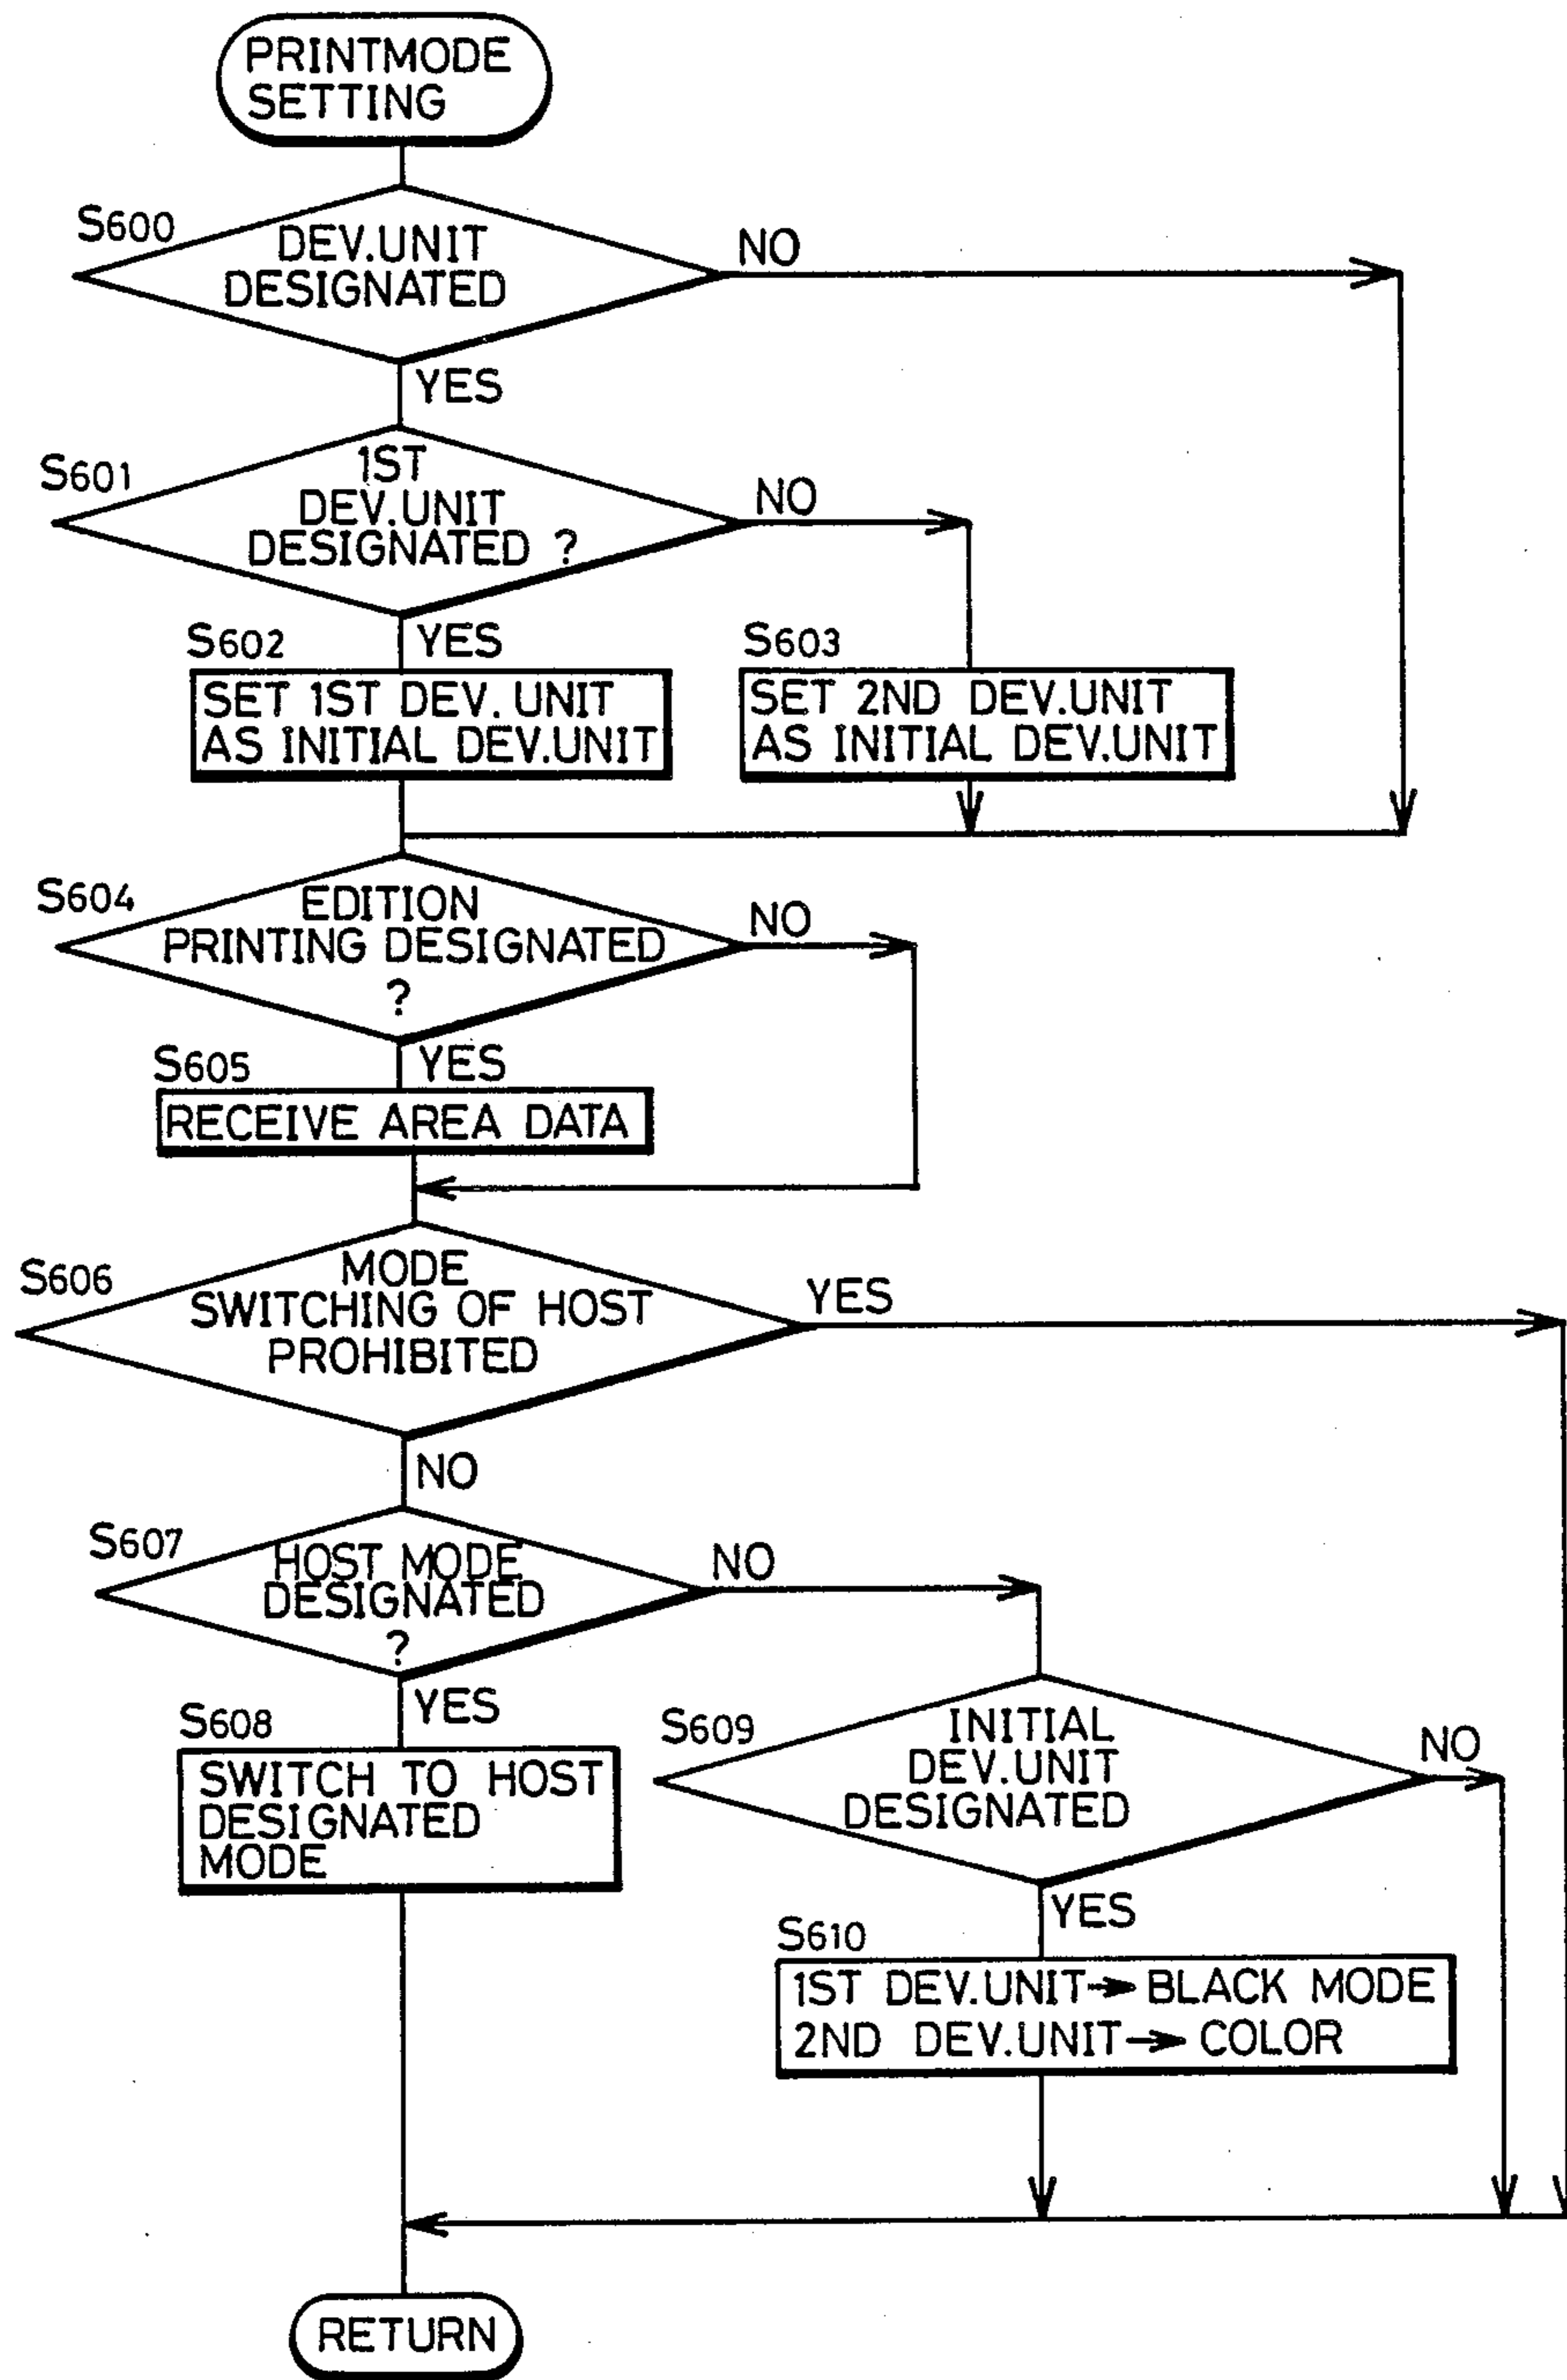 PRINTMODE
SETTING
S600
DEV.UNIT
DESIGNATED
NO
YES
S601
1ST
DEV.UNIT
DESIGNATED ?
NO
YES
S602
SET 1ST DEV. UNIT
AS INITIAL DEV.UNIT
S603
SET 2ND DEV.UNIT
AS INITIAL DEV.UNIT
S604
EDITION
PRINTING DESIGNATED
?
NO
YES
S605
RECEIVE AREA DATA
S606
MODE
SWITCHING OF HOST
PROHIBITED
YES
NO
S607
HOST MODE
DESIGNATED
?
NO
YES
S608
SWITCH TO HOST
DESIGNATED
MODE
S609
INITIAL
DEV.UNIT
DESIGNATED
NO
YES
S610
1ST DEV.UNIT→ BLACK MODE
2ND DEV.UNIT→ COLOR
RETURN